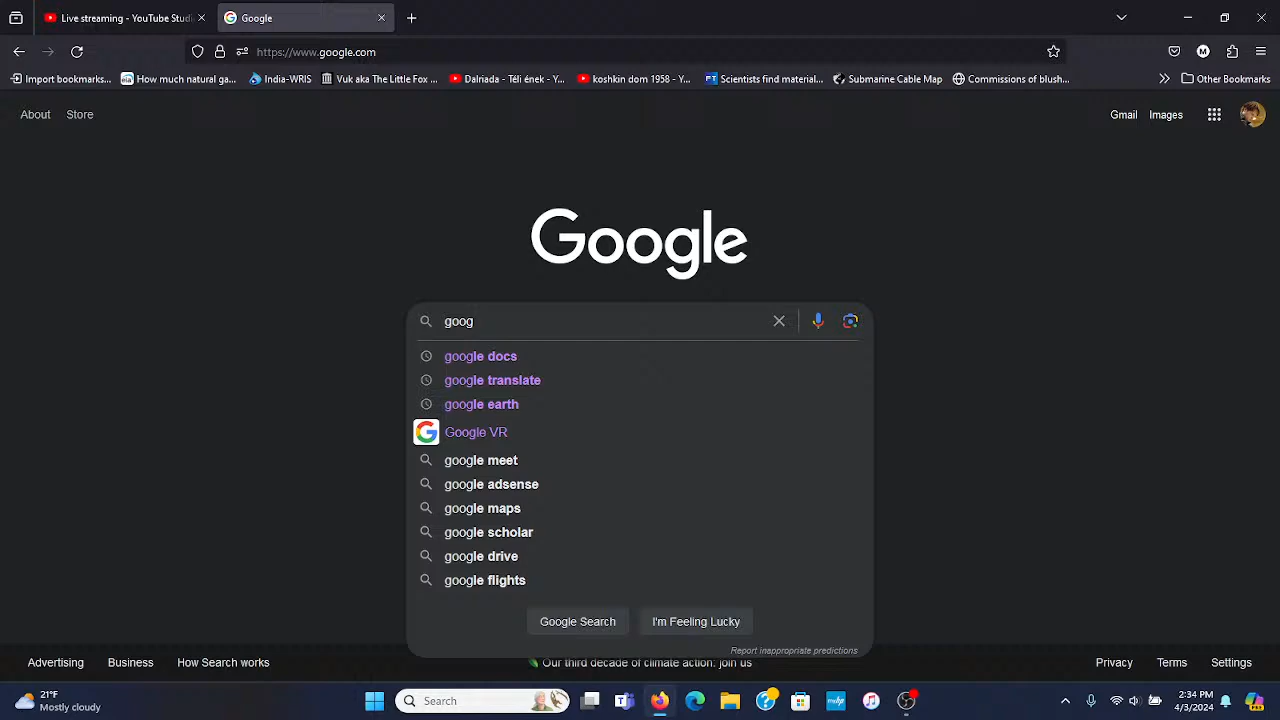 Live streaming - YouTube Studi
Google
https://www.google.com
M
Import bookmarks...
eia
How much natural ga...
India-WRIS
Vuk aka The Little Fox ...
Dalriada - Téli ének - Y...
koshkin dom 1958 - Y...
Scientists find material...
Submarine Cable Map
Commissions of blush...
Other Bookmarks
About
Store
Gmail
Images
Google
goog
google docs
google translate
google earth
Google VR
google meet
google adsense
google maps
google scholar
google drive
google flights
Google Search
I'm Feeling Lucky
Report inappropriate predictions
Advertising
Business
How Search works
Our third decade of climate action: join us
Privacy
Terms
Settings
21°F
Mostly cloudy
Search
2:34 PM